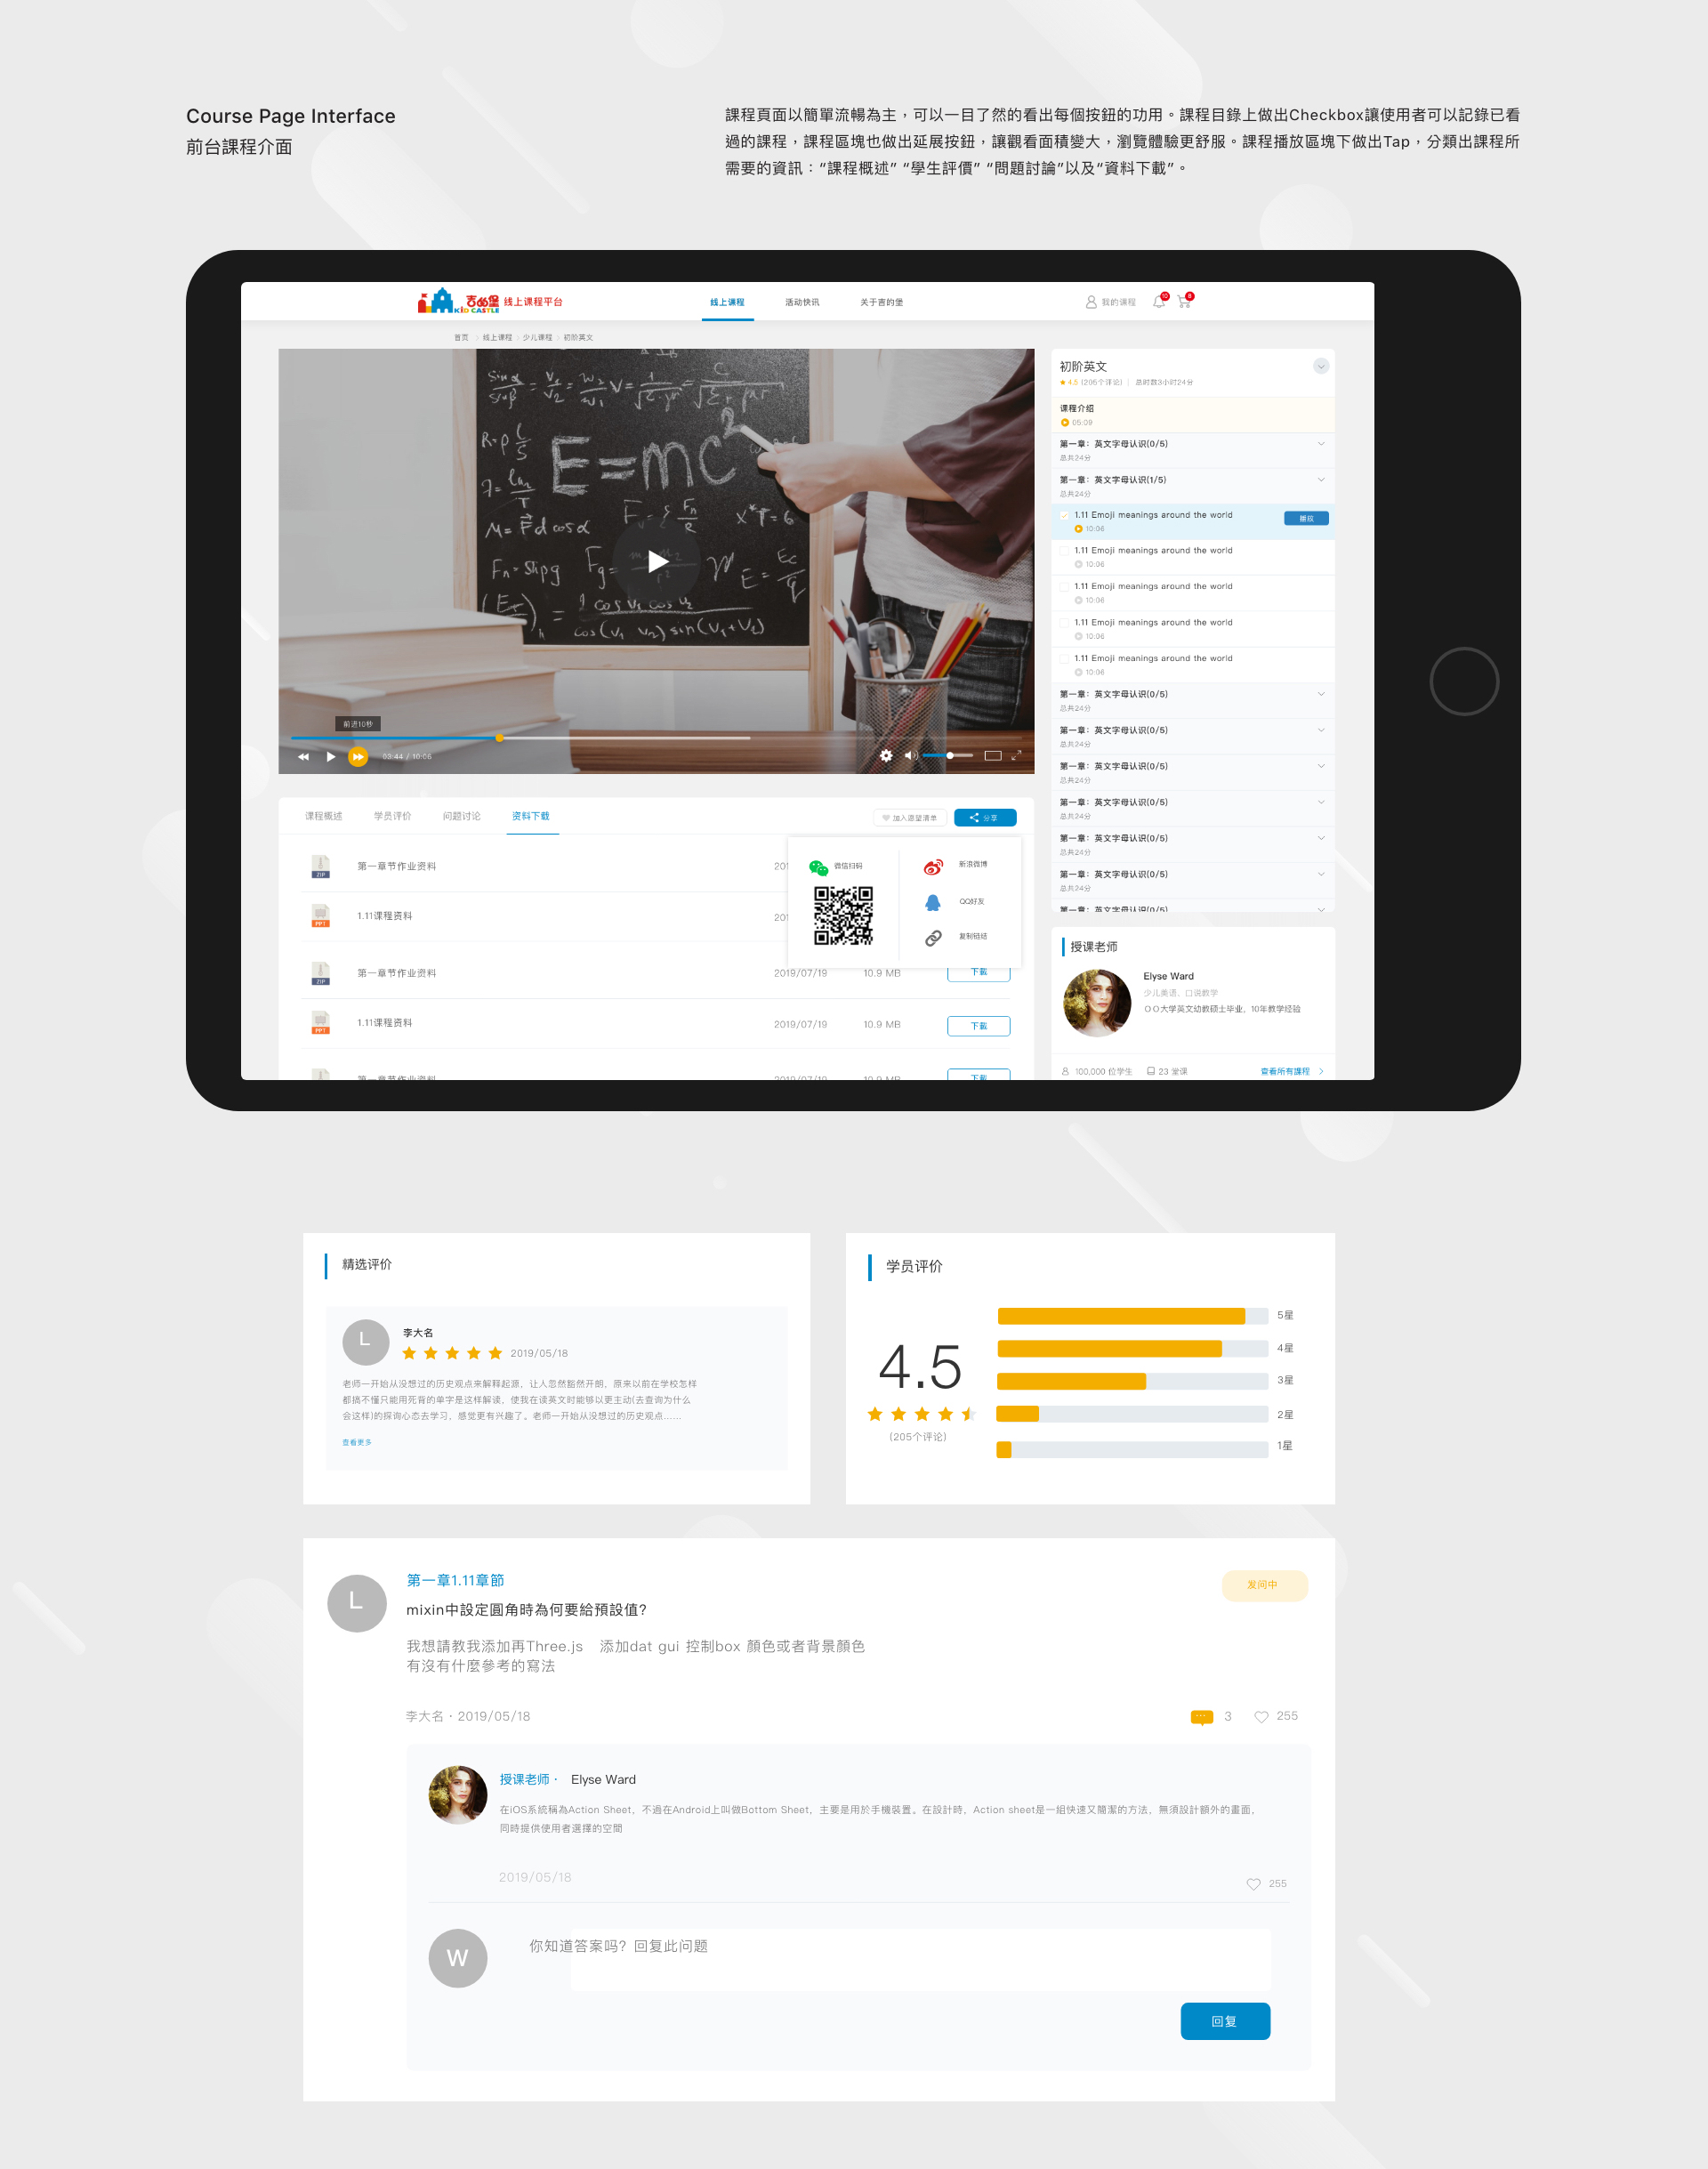 Course Page Interface
前台課程介面
課程頁面以簡單流暢為主，可以一目了然的看出每個按鈕的功用。課程目錄上做出Checkbox讓使用者可以記錄已看
過的課程，課程區塊也做出延展按鈕，讓觀看面積變大，瀏覽體驗更舒服。課程播放區塊下做出Tap，分類出課程所
需要的資訊：“課程概述” “學生評價” “問題討論”以及“資料下載”。
KID CASTLE
线上课程平台
线上课程
活动快讯
关于吉的堡
我的课程
首页 > 线上课程 > 少儿课程 > 初阶英文
E=mc²
前进10秒
03:44 / 10:06
初阶英文
4.5 (205个评论) | 总时数3小时24分
课程介绍
05:09
第一章：英文字母认识(0/5)
总共24分
第一章：英文字母认识(1/5)
总共24分
1.11 Emoji meanings around the world
10:06
1.11 Emoji meanings around the world
10:06
1.11 Emoji meanings around the world
10:06
1.11 Emoji meanings around the world
10:06
1.11 Emoji meanings around the world
10:06
第一章：英文字母认识(0/5)
总共24分
第一章：英文字母认识(0/5)
总共24分
第一章：英文字母认识(0/5)
总共24分
第一章：英文字母认识(0/5)
总共24分
第一章：英文字母认识(0/5)
总共24分
第一章：英文字母认识(0/5)
总共24分
第一章：英文字母认识(0/5)
课程概述
学员评价
问题讨论
资料下载
加入愿望清单
分享
微信扫码
新浪微博
QQ好友
复制链结
ZIP
第一章节作业资料
201
PPT
1.11课程资料
201
ZIP
第一章节作业资料
2019/07/19
10.9 MB
下載
PPT
1.11课程资料
2019/07/19
10.9 MB
下載
第一章节作业资料
2019/07/19
10.9 MB
下載
授课老师
Elyse Ward
少儿美语、口说教学
OO大学英文幼教硕士毕业，10年教学经验
100,000 位学生
23 堂课
查看所有課程
精选评价
L
李大名
2019/05/18
老师一开始从没想过的历史观点来解释起源，让人忽然豁然开朗，原来以前在学校怎样
都搞不懂只能用死背的单字是这样解读，使我在读英文时能够以更主动(去查询为什么
会这样)的探询心态去学习，感觉更有兴趣了。老师一开始从没想过的历史观点......
查看更多
学员评价
4.5
(205个评论)
5星
4星
3星
2星
1星
L
第一章1.11章節
发问中
mixin中設定圓角時為何要給預設值?
我想請教我添加再Three.js 添加dat gui 控制box 顏色或者背景顏色
有沒有什麼參考的寫法
李大名・2019/05/18
3
255
授课老师・ Elyse Ward
在iOS系統稱為Action Sheet，不過在Android上叫做Bottom Sheet，主要是用於手機裝置。在設計時，Action sheet是一組快速又簡潔的方法，無須設計額外的畫面，
同時提供使用者選擇的空間
2019/05/18
255
W
你知道答案吗？回复此问题
回复